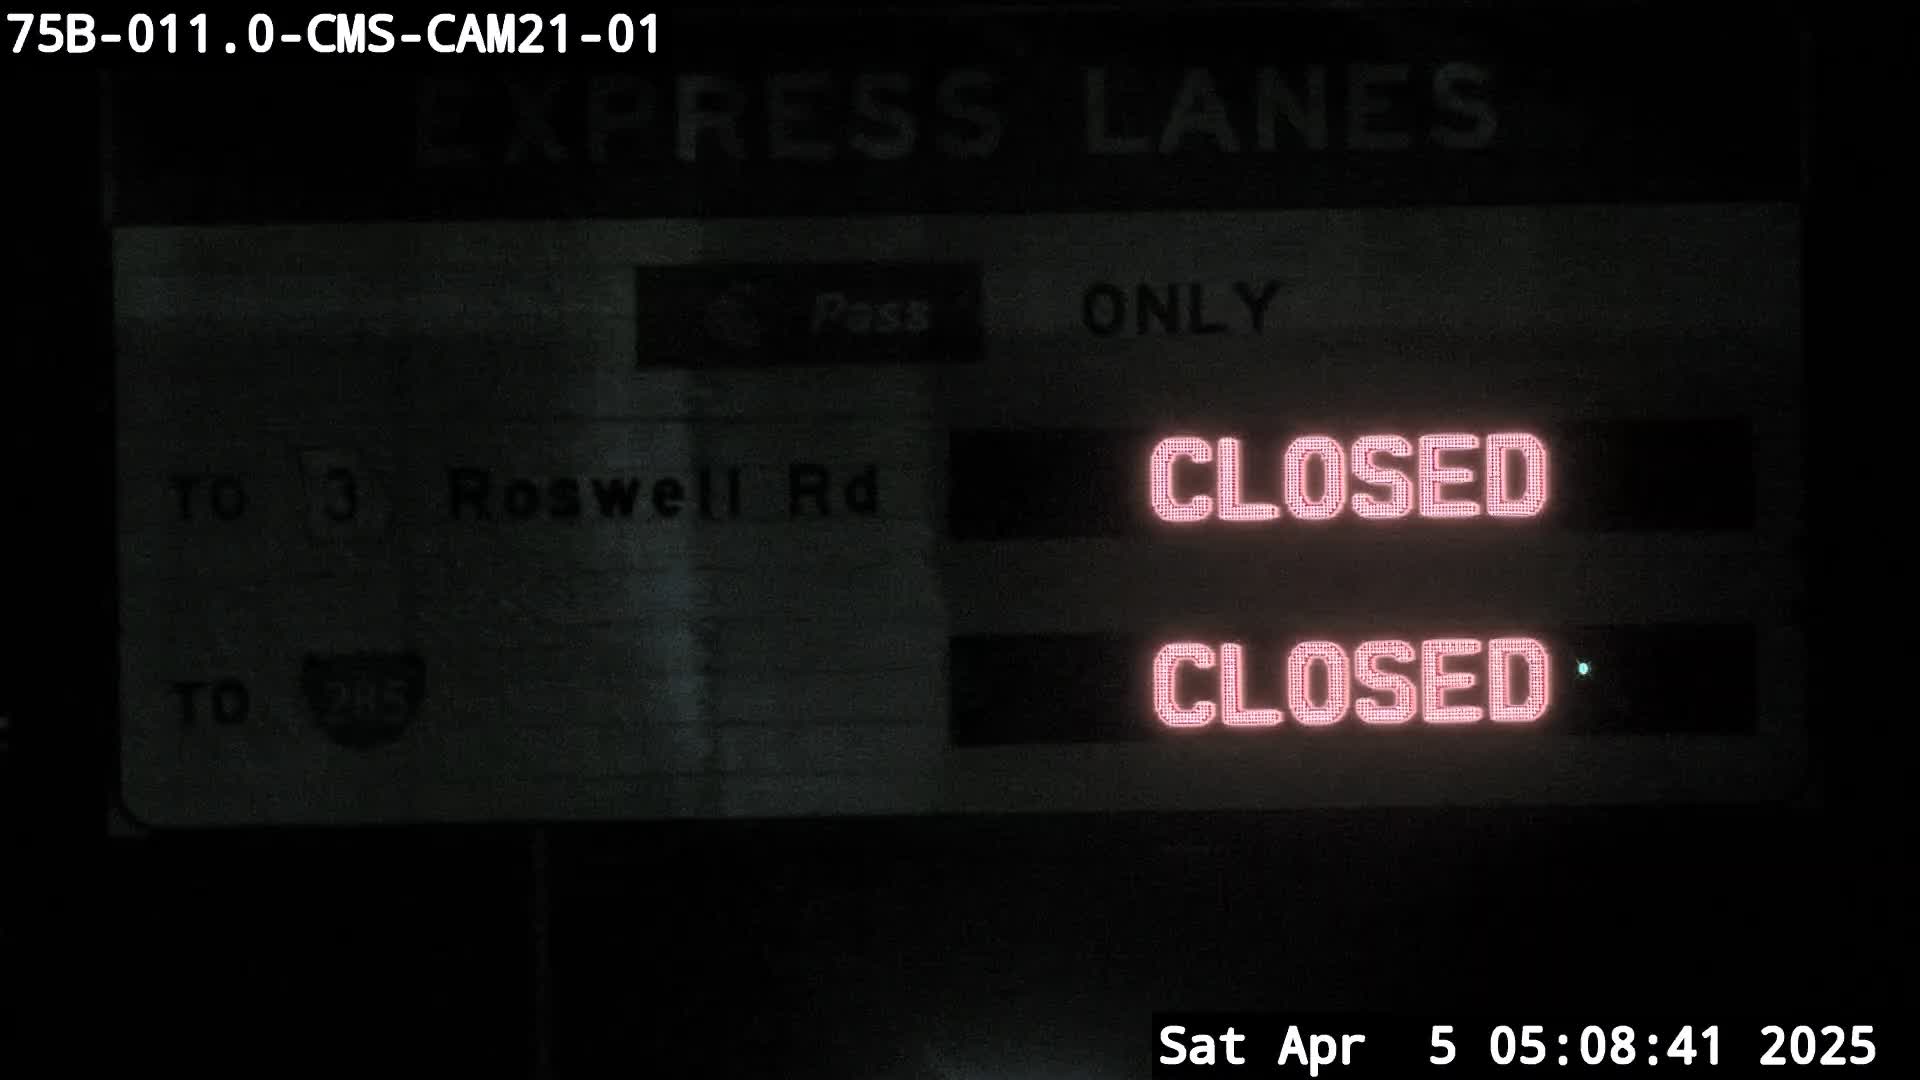 75B-011.0-CMS-CAM21-01
EXPRESS LANES
Pass ONLY
TO 3 Roswell Rd CLOSED
TO 285 CLOSED
Sat Apr 5 05:08:41 2025